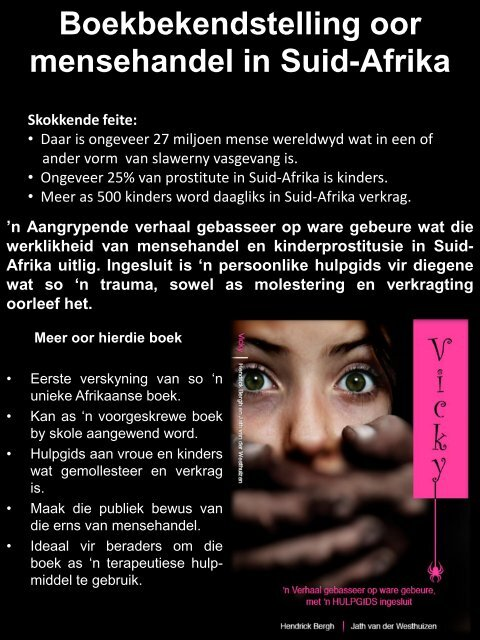 Boekbekendstelling oor
mensehandel in Suid-Afrika
Skokkende feite:
• Daar is ongeveer 27 miljoen mense wereldwyd wat in een of
ander vorm van slawerny vasgevang is.
• Ongeveer 25% van prostitute in Suid-Afrika is kinders.
• Meer as 500 kinders word daagliks in Suid-Afrika verkrag.
’n Aangrypende verhaal gebasseer op ware gebeure wat die
werklikheid van mensehandel en kinderprostitusie in Suid-
Afrika uitlig. Ingesluit is ‘n persoonlike hulpgids vir diegene
wat so ‘n trauma, sowel as molestering en verkragting
oorleef het.
Meer oor hierdie boek
• Eerste verskyning van so ‘n
unieke Afrikaanse boek.
• Kan as ‘n voorgeskrewe boek
by skole aangewend word.
• Hulpgids aan vroue en kinders
wat gemollesteer en verkrag
is.
• Maak die publiek bewus van
die erns van mensehandel.
• Ideaal vir beraders om die
boek as ‘n terapeutiese hulp-
middel te gebruik.
Vicky | Hendrick Bergh en Jath van der Westhuizen
Vicky
'n Verhaal gebasseer op ware gebeure,
met 'n HULPGIDS ingesluit
Hendrick Bergh | Jath van der Westhuizen